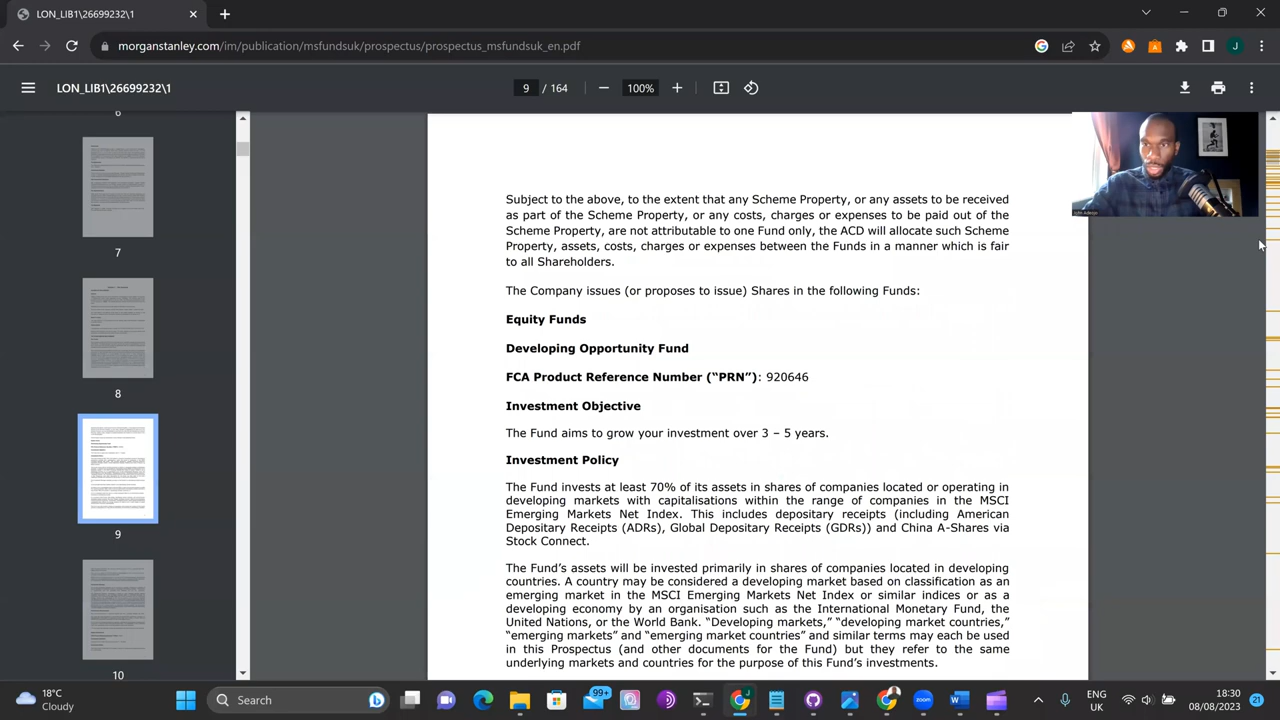 LON_LIB1\26699232\1
morganstanley.com/im/publication/msfundsuk/prospectus/prospectus_msfundsuk_en.pdf
J
LON_LIB1\26699232\1
9 / 164
100%
6
7
8
9
10
Subject to the above, to the extent that any Scheme Property, or any assets to be received
as part of the Scheme Property, or any costs, charges or expenses to be paid out of the
Scheme Property, are not attributable to one Fund only, the ACD will allocate such Scheme
Property, assets, costs, charges or expenses between the Funds in a manner which is fair
to all Shareholders.
The Company issues (or proposes to issue) Shares in the following Funds:
Equity Funds
Developing Opportunity Fund
FCA Product Reference Number (“PRN”): 920646
Investment Objective
The Fund aims to grow your investment over 3 – 5 years.
Investment Policy
The Fund invests at least 70% of its assets in shares of companies located or operating in
developing markets with capitalisations within the range of companies in the MSCI
Emerging Markets Net Index. This includes depositary receipts (including American
Depositary Receipts (ADRs), Global Depositary Receipts (GDRs)) and China A-Shares via
Stock Connect.
The Fund’s assets will be invested primarily in shares of companies located in developing
countries. A country may be considered a developing market based on classification as an
emerging market in the MSCI Emerging Markets Net Index or similar indices or as a
developing economy by an organisation such as the International Monetary Fund, the
United Nations, or the World Bank. “Developing markets,” “developing market countries,”
“emerging markets” and “emerging market countries” and similar terms may each be used
in this Prospectus (and other documents for the Fund) but they refer to the same
underlying markets and countries for the purpose of this Fund’s investments.
18°C
Cloudy
Search
99+
ENG
UK
18:30
08/08/2023
21